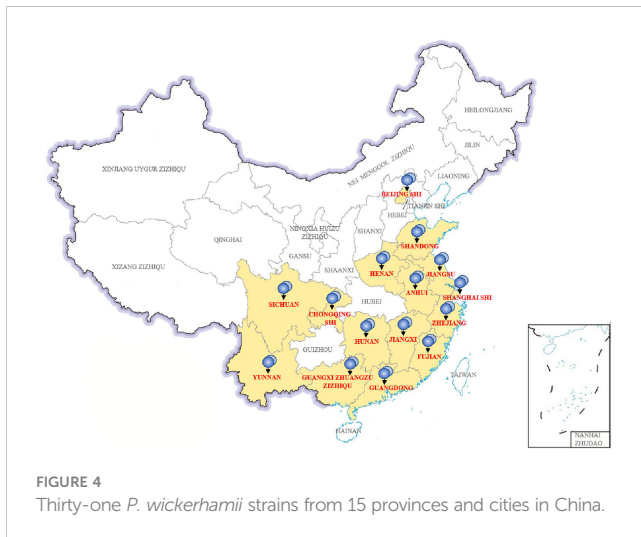 HEILONGJIANG
JILIN
XINJIANG UYGUR ZIZHIQU
NEI MENGGOL ZIZHIQU
LIAONING
BEIJING SHI
TIANJIN SHI
HEBEI
NINGXIA HUIZU
ZIZHIQU
SHANXI
SHANDONG
QINGHAI
GANSU
HENAN
JIANGSU
XIZANG ZIZHIQU
SHAANXI
ANHUI
SHANGHAI SHI
SICHUAN
HUBEI
CHONGQING
SHI
ZHEJIANG
HUNAN
JIANGXI
GUIZHOU
FUJIAN
YUNNAN
GUANGXI ZHUANGZU
ZIZHIQU
GUANGDONG
TAIWAN
HAINAN
NANHAI
ZHUDAO
FIGURE 4
Thirty-one P. wickerhamii strains from 15 provinces and cities in China.